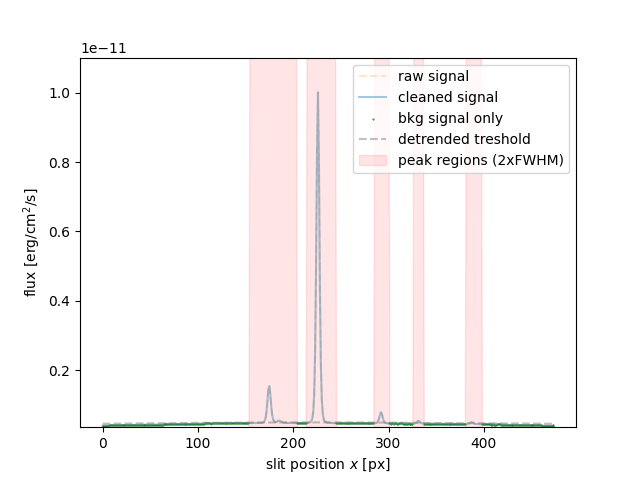 1e−11
raw signal
cleaned signal
bkg signal only
detrended treshold
peak regions (2xFWHM)
1.0
0.8
0.6
0.4
0.2
flux [erg/cm²/s]
0
100
200
300
400
slit position x [px]